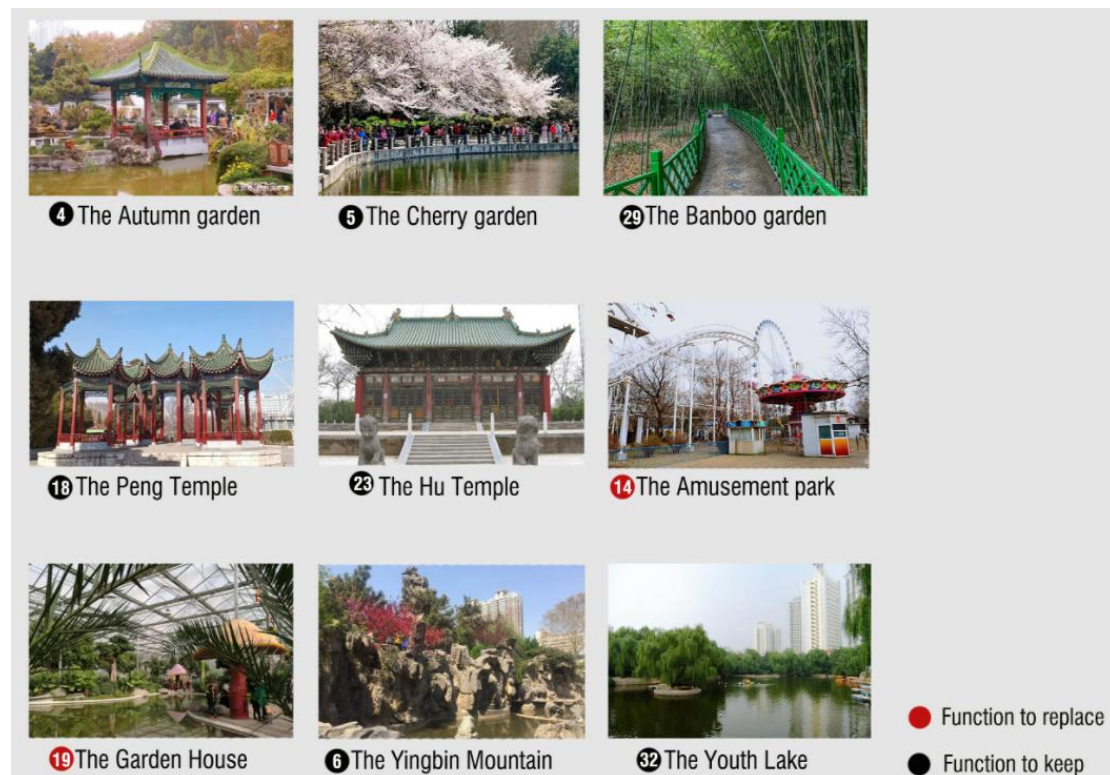 4 The Autumn garden
5 The Cherry garden
29 The Banboo garden
18 The Peng Temple
23 The Hu Temple
14 The Amusement park
19 The Garden House
6 The Yingbin Mountain
32 The Youth Lake
Function to replace
Function to keep